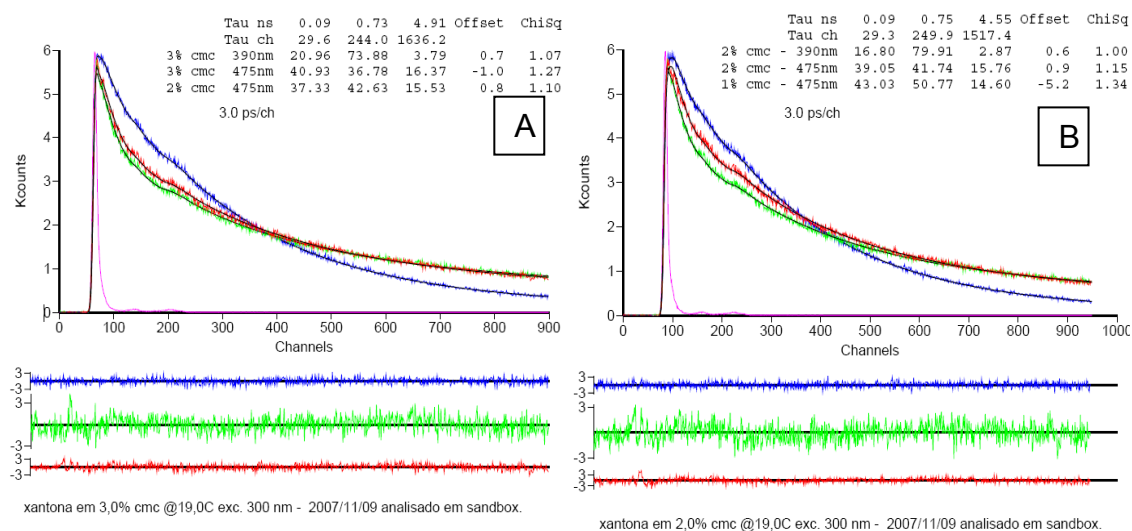 Tau ns 0.09 0.73 4.91 Offset ChiSq
Tau ch 29.6 244.0 1636.2
3% cmc 390nm 20.96 73.88 3.79 0.7 1.07
3% cmc 475nm 40.93 36.78 16.37 -1.0 1.27
2% cmc 475nm 37.33 42.63 15.53 0.8 1.10
3.0 ps/ch
A
Kcounts
6
5
4
3
2
1
0
0 100 200 300 400 500 600 700 800 900
Channels
3
-3
3
-3
3
-3
xantona em 3,0% cmc @19,0C exc. 300 nm - 2007/11/09 analisado em sandbox.
Tau ns 0.09 0.75 4.55 Offset ChiSq
Tau ch 29.3 249.9 1517.4
2% cmc - 390nm 16.80 79.91 2.87 0.6 1.00
2% cmc - 475nm 39.05 41.74 15.76 0.9 1.15
1% cmc - 475nm 43.03 50.77 14.60 -5.2 1.34
3.0 ps/ch
B
Kcounts
6
5
4
3
2
1
0
0 100 200 300 400 500 600 700 800 900 1000
Channels
3
-3
3
-3
3
-3
xantona em 2,0% cmc @19,0C exc. 300 nm - 2007/11/09 analisado em sandbox.